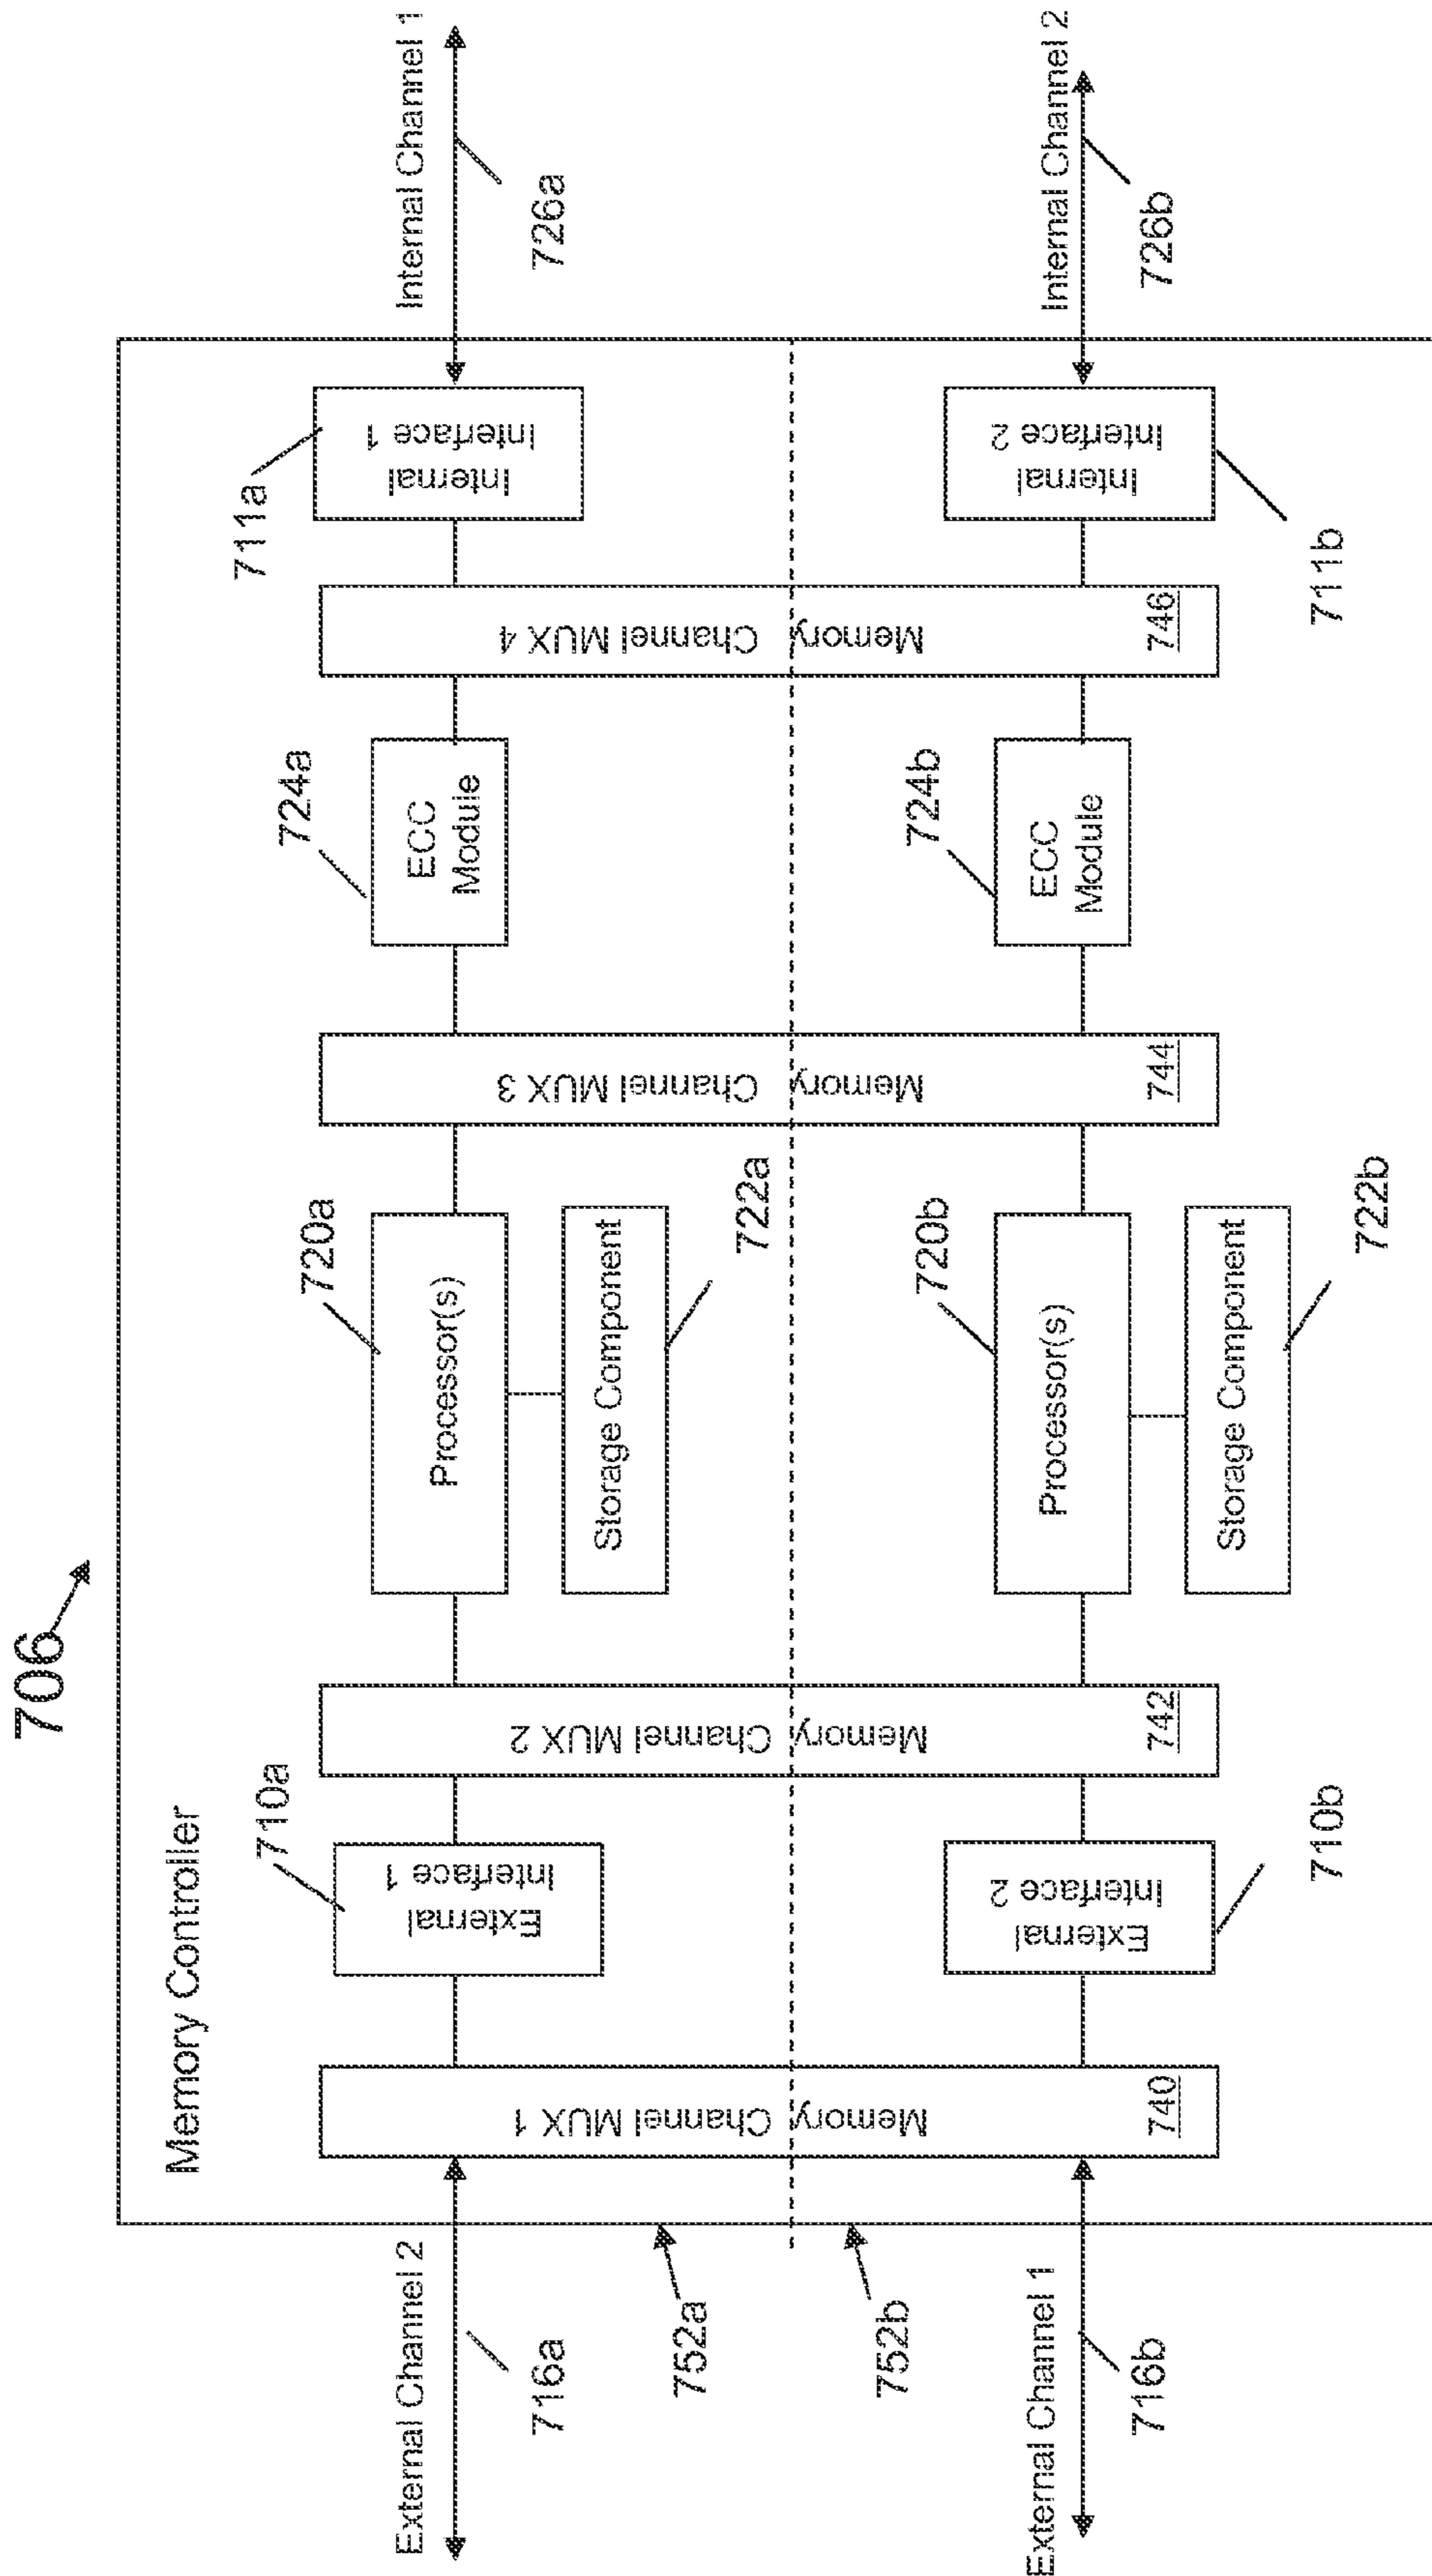 706
Memory Controller
External Channel 2
716a
752a
752b
External Channel 1
716b
Memory Channel MUX 1
740
710a
External
Interface 1
External
Interface 2
710b
Memory Channel MUX 2
742
720a
Processor(s)
Storage Component
722a
720b
Processor(s)
Storage Component
722b
Memory Channel MUX 3
744
724a
ECC
Module
724b
ECC
Module
Memory Channel MUX 4
746
711a
Internal
Interface 1
Internal
Interface 2
711b
Internal Channel 1
726a
Internal Channel 2
726b